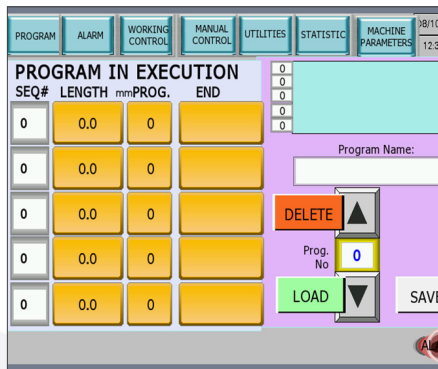 PROGRAM
ALARM
WORKING
CONTROL
MANUAL
CONTROL
UTILITIES
STATISTIC
MACHINE
PARAMETERS
12:3
PROGRAM IN EXECUTION
SEQ# LENGTH mm PROG. END
0 0.0 0
0 0.0 0
0 0.0 0
0 0.0 0
0 0.0 0
0
0
0
0
0
Program Name:
DELETE
Prog.
No
0
LOAD
SAVE